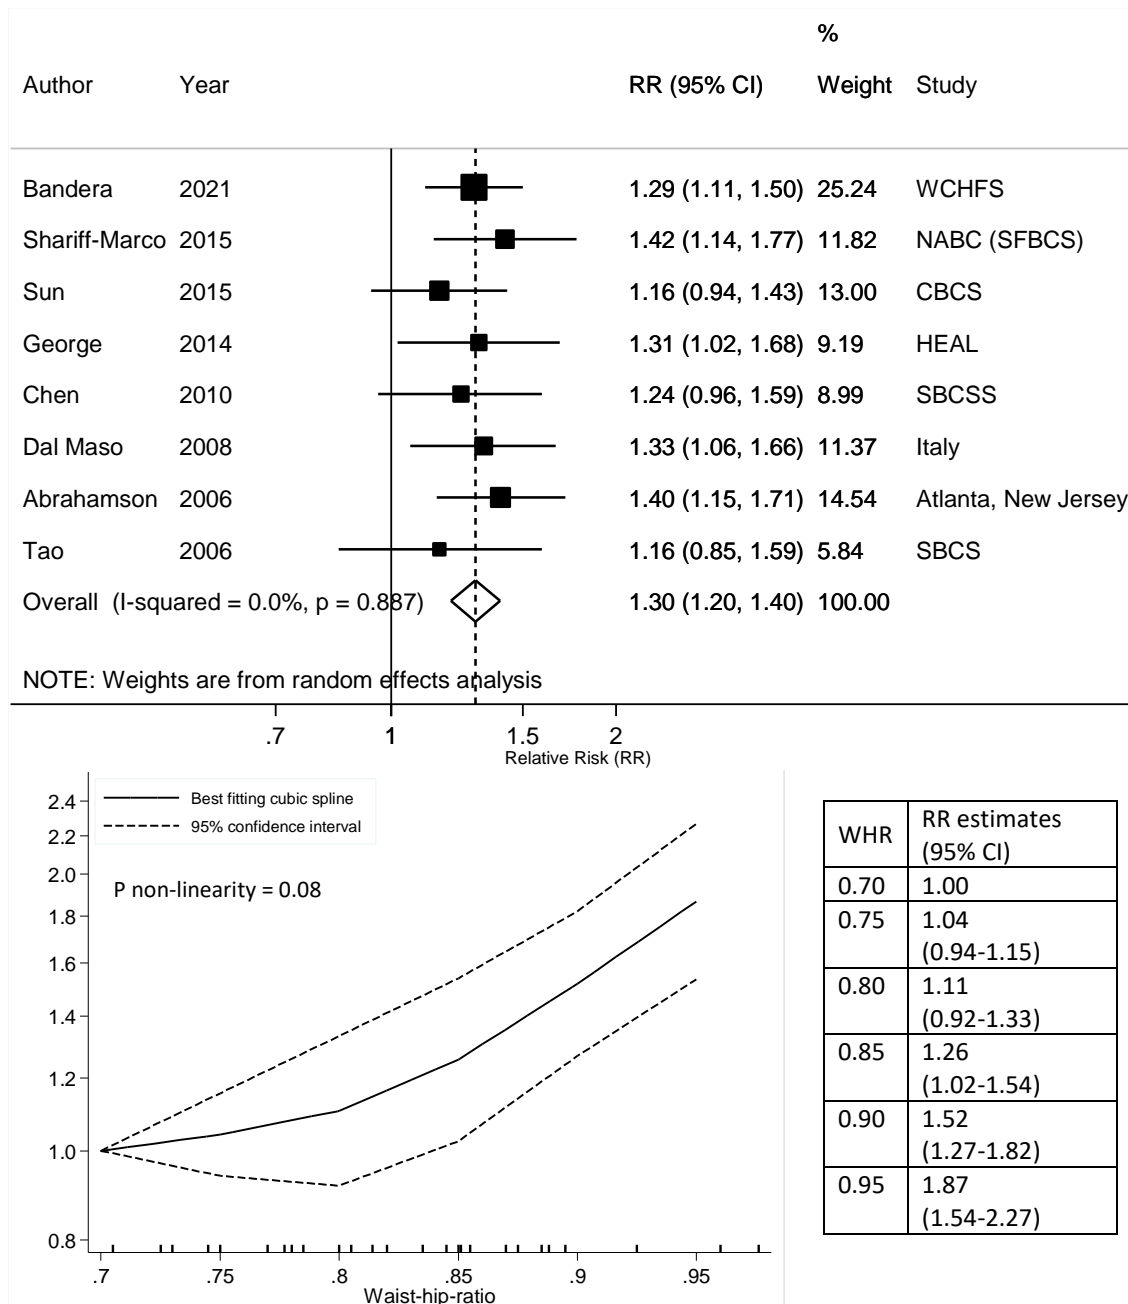 %
Author Year RR (95% CI) Weight Study
Bandera 2021 1.29 (1.11, 1.50) 25.24 WCHFS
Shariff-Marco 2015 1.42 (1.14, 1.77) 11.82 NABC (SFBCS)
Sun 2015 1.16 (0.94, 1.43) 13.00 CBCS
George 2014 1.31 (1.02, 1.68) 9.19 HEAL
Chen 2010 1.24 (0.96, 1.59) 8.99 SBCSS
Dal Maso 2008 1.33 (1.06, 1.66) 11.37 Italy
Abrahamson 2006 1.40 (1.15, 1.71) 14.54 Atlanta, New Jersey
Tao 2006 1.16 (0.85, 1.59) 5.84 SBCS
Overall (I-squared = 0.0%, p = 0.887) 1.30 (1.20, 1.40) 100.00
NOTE: Weights are from random effects analysis
.7 1 1.5 2
Relative Risk (RR)
Best fitting cubic spline
95% confidence interval
P non-linearity = 0.08
2.4
2.2
2.0
1.8
1.6
1.4
1.2
1.0
0.8
.7 .75 .8 .85 .9 .95
Waist-hip-ratio
WHR RR estimates
(95% CI)
0.70 1.00
0.75 1.04
(0.94-1.15)
0.80 1.11
(0.92-1.33)
0.85 1.26
(1.02-1.54)
0.90 1.52
(1.27-1.82)
0.95 1.87
(1.54-2.27)